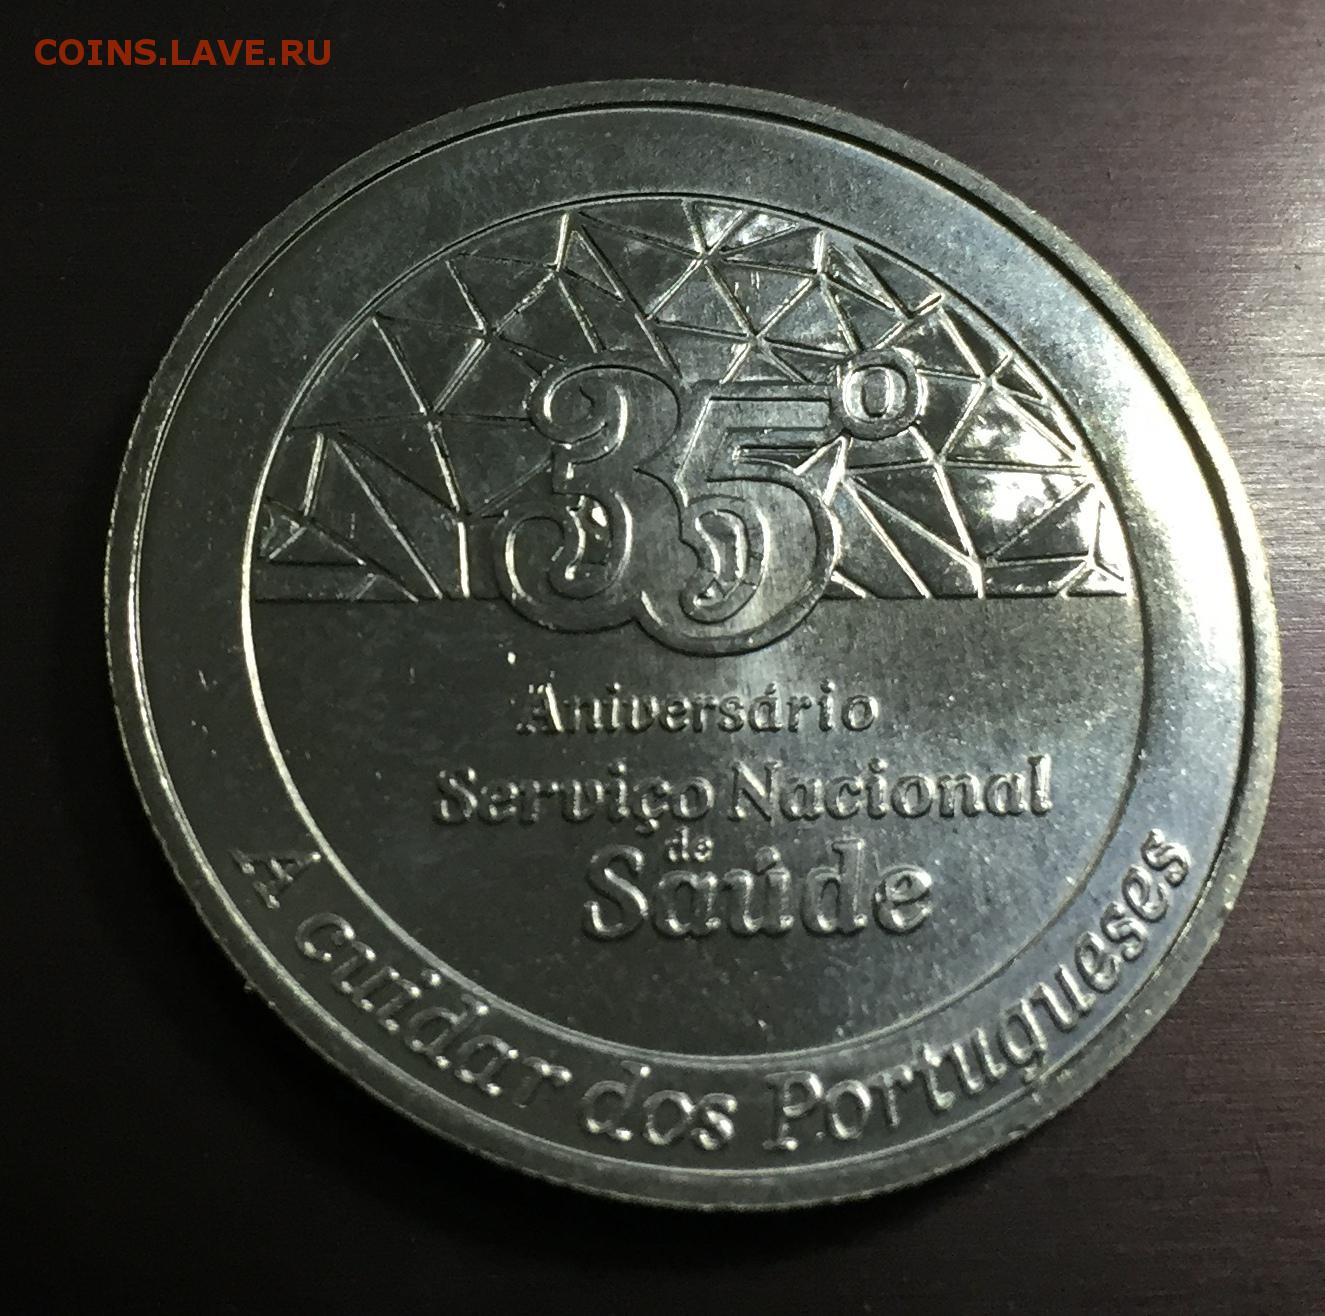 COINS.LAVE.RU
35º
Aniversário
Serviço Nacional
de
Saúde
A cuidar dos Portugueses